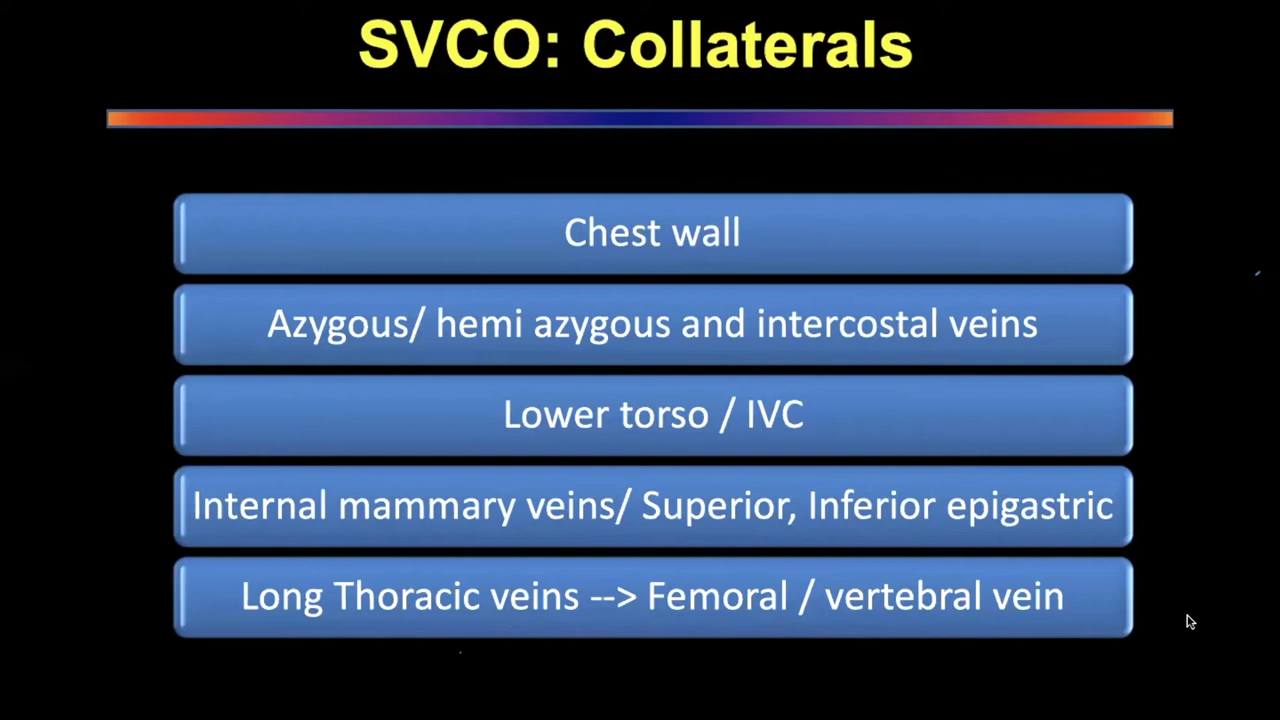 SVCO: Collaterals
Chest wall
Azygous/ hemi azygous and intercostal veins
Lower torso / IVC
Internal mammary veins/ Superior, Inferior epigastric
Long Thoracic veins --> Femoral / vertebral vein